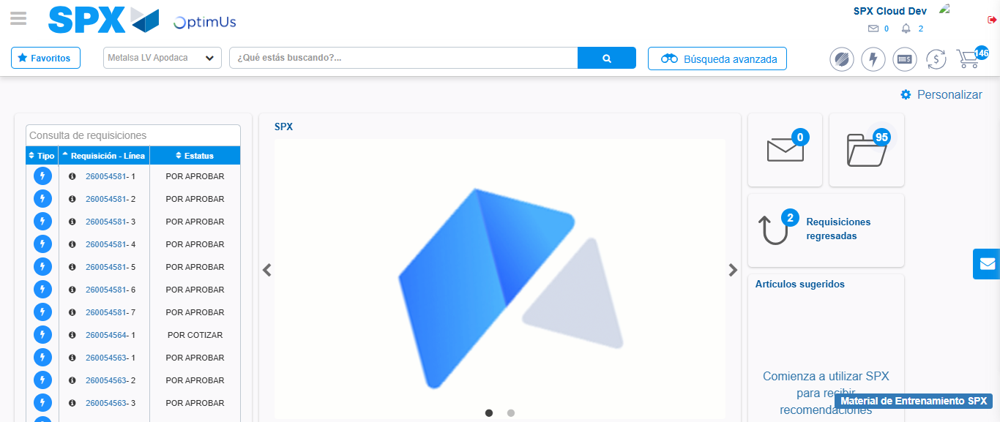 SPX
OptimUs
SPX Cloud Dev
0
2
Favoritos
Metalsa LV Apodaca
¿Qué estás buscando?...
Búsqueda avanzada
$
$
146
Personalizar
Consulta de requisiciones
Tipo Requisición - Línea Estatus
260054581- 1 POR APROBAR
260054581- 2 POR APROBAR
260054581- 3 POR APROBAR
260054581- 4 POR APROBAR
260054581- 5 POR APROBAR
260054581- 6 POR APROBAR
260054581- 7 POR APROBAR
260054564- 1 POR COTIZAR
260054563- 1 POR APROBAR
260054563- 2 POR APROBAR
260054563- 3 POR APROBAR
SPX
0
95
2
Requisiciones
regresadas
Artículos sugeridos
Comienza a utilizar SPX
para recibir
recomendaciones
Material de Entrenamiento SPX